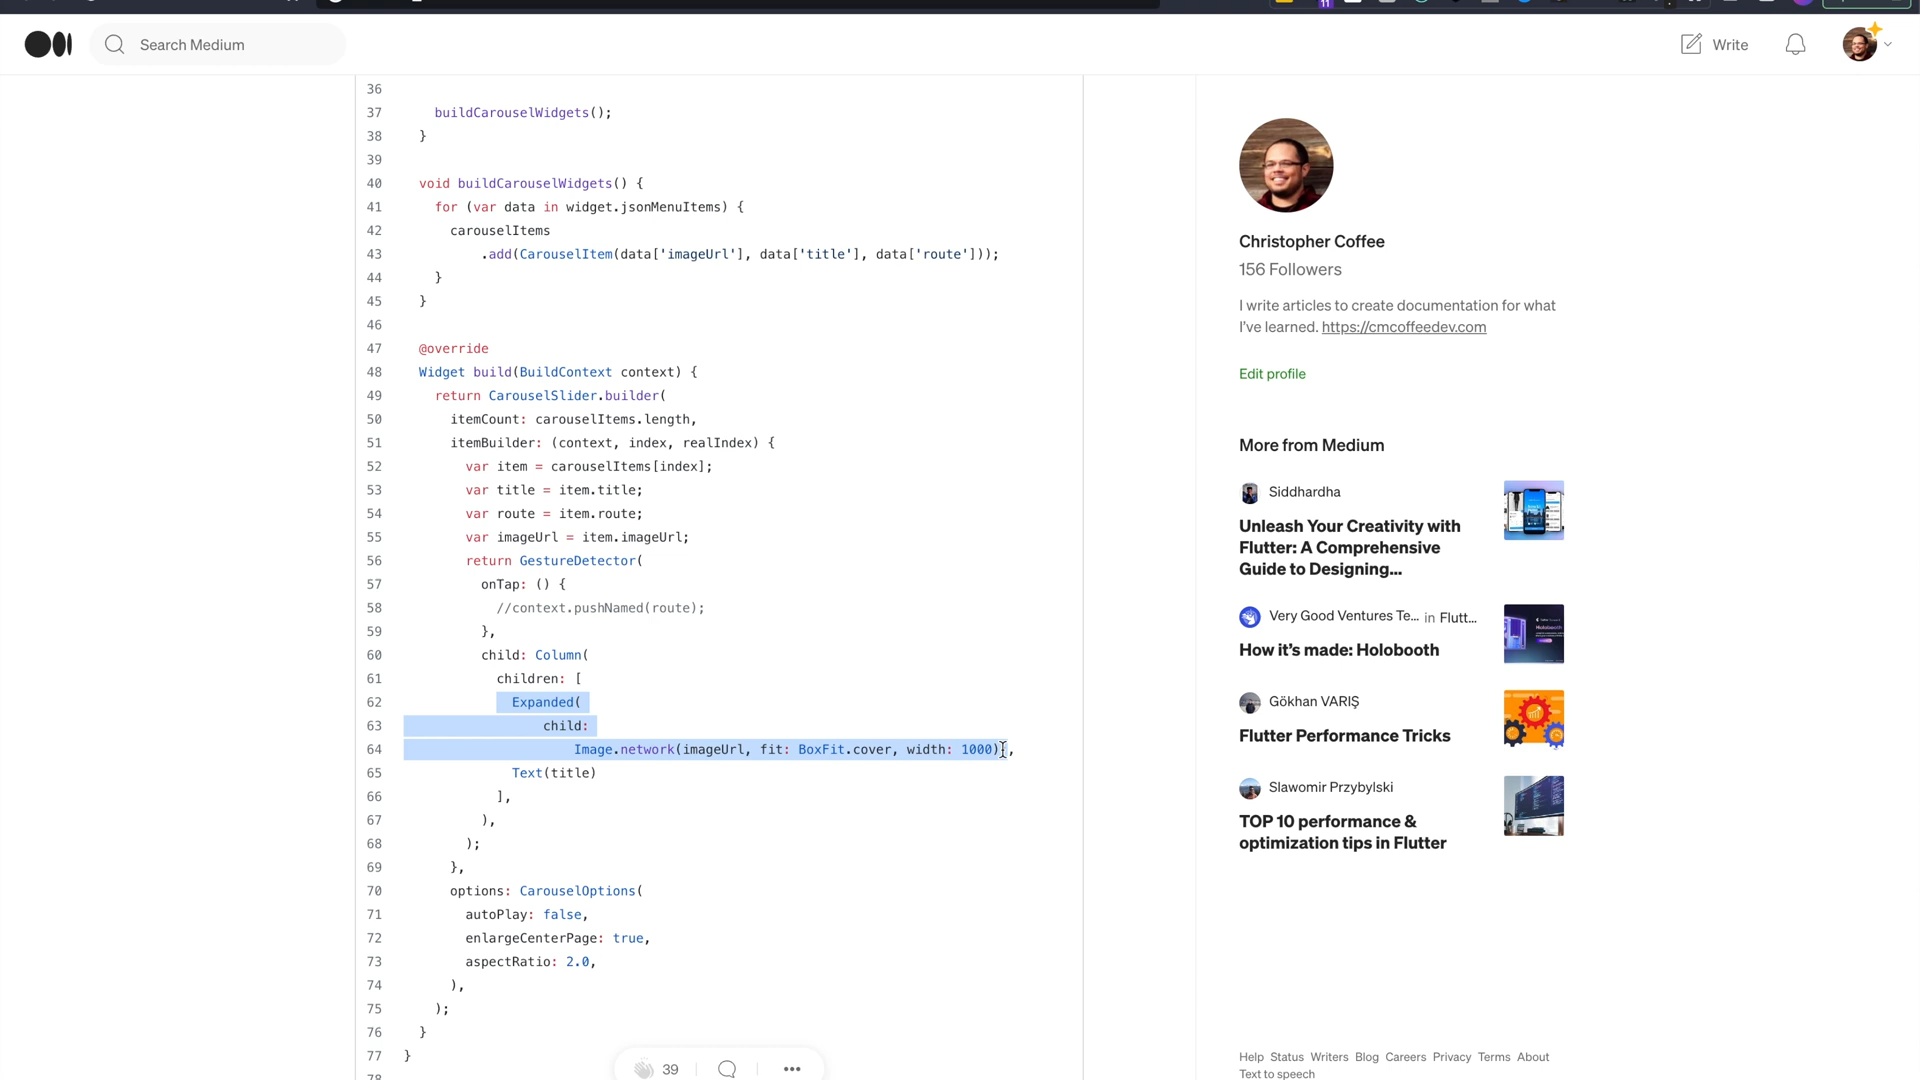 11
Search Medium
Write
36
37 buildCarouselWidgets();
38 }
39
40 void buildCarouselWidgets() {
41 for (var data in widget.jsonMenuItems) {
42 carouselItems
43 .add(CarouselItem(data['imageUrl'], data['title'], data['route']));
44 }
45 }
46
47 @override
48 Widget build(BuildContext context) {
49 return CarouselSlider.builder(
50 itemCount: carouselItems.length,
51 itemBuilder: (context, index, realIndex) {
52 var item = carouselItems[index];
53 var title = item.title;
54 var route = item.route;
55 var imageUrl = item.imageUrl;
56 return GestureDetector(
57 onTap: () {
58 //context.pushNamed(route);
59 },
60 child: Column(
61 children: [
62 Expanded(
63 child:
64 Image.network(imageUrl, fit: BoxFit.cover, width: 1000)),
65 Text(title)
66 ],
67 ),
68 );
69 },
70 options: CarouselOptions(
71 autoPlay: false,
72 enlargeCenterPage: true,
73 aspectRatio: 2.0,
74 ),
75 );
76 }
77 }
78
39
Christopher Coffee
156 Followers
I write articles to create documentation for what
I've learned. https://cmcoffeedev.com
Edit profile
More from Medium
Siddhardha
Unleash Your Creativity with
Flutter: A Comprehensive
Guide to Designing...
Very Good Ventures Te... in Flutt...
How it's made: Holobooth
Gökhan VARIŞ
Flutter Performance Tricks
Slawomir Przybylski
TOP 10 performance &
optimization tips in Flutter
Help Status Writers Blog Careers Privacy Terms About
Text to speech